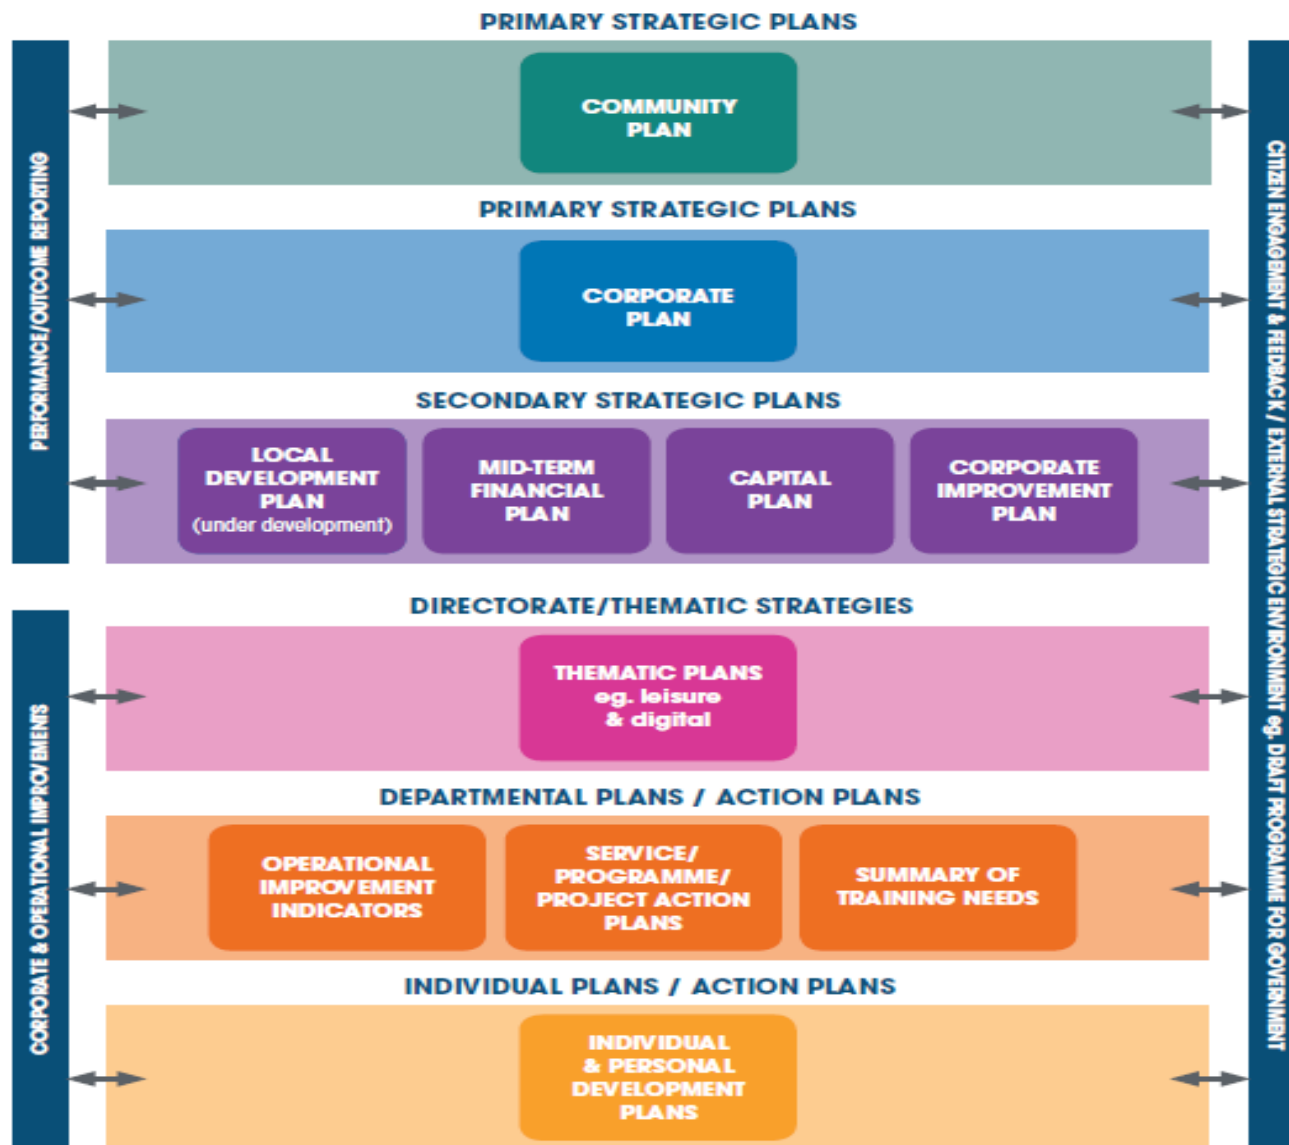 PRIMARY STRATEGIC PLANS
COMMUNITY
PLAN
PRIMARY STRATEGIC PLANS
CORPORATE
PLAN
PERFORMANCE/OUTCOME REPORTING
SECONDARY STRATEGIC PLANS
LOCAL
DEVELOPMENT
PLAN
(under development)
MID-TERM
FINANCIAL
PLAN
CAPITAL
PLAN
CORPORATE
IMPROVEMENT
PLAN
DIRECTORATE/THEMATIC STRATEGIES
THEMATIC PLANS
eg. leisure
& digital
DEPARTMENTAL PLANS / ACTION PLANS
OPERATIONAL
IMPROVEMENT
INDICATORS
SERVICE/
PROGRAMME/
PROJECT ACTION
PLANS
SUMMARY OF
TRAINING NEEDS
CORPORATE & OPERATIONAL IMPROVEMENTS
INDIVIDUAL PLANS / ACTION PLANS
INDIVIDUAL
& PERSONAL
DEVELOPMENT
PLANS
CITIZEN ENGAGEMENT & FEEDBACK / EXTERNAL STRATEGIC ENVIRONMENT eg. DRAFT PROGRAMME FOR GOVERNMENT